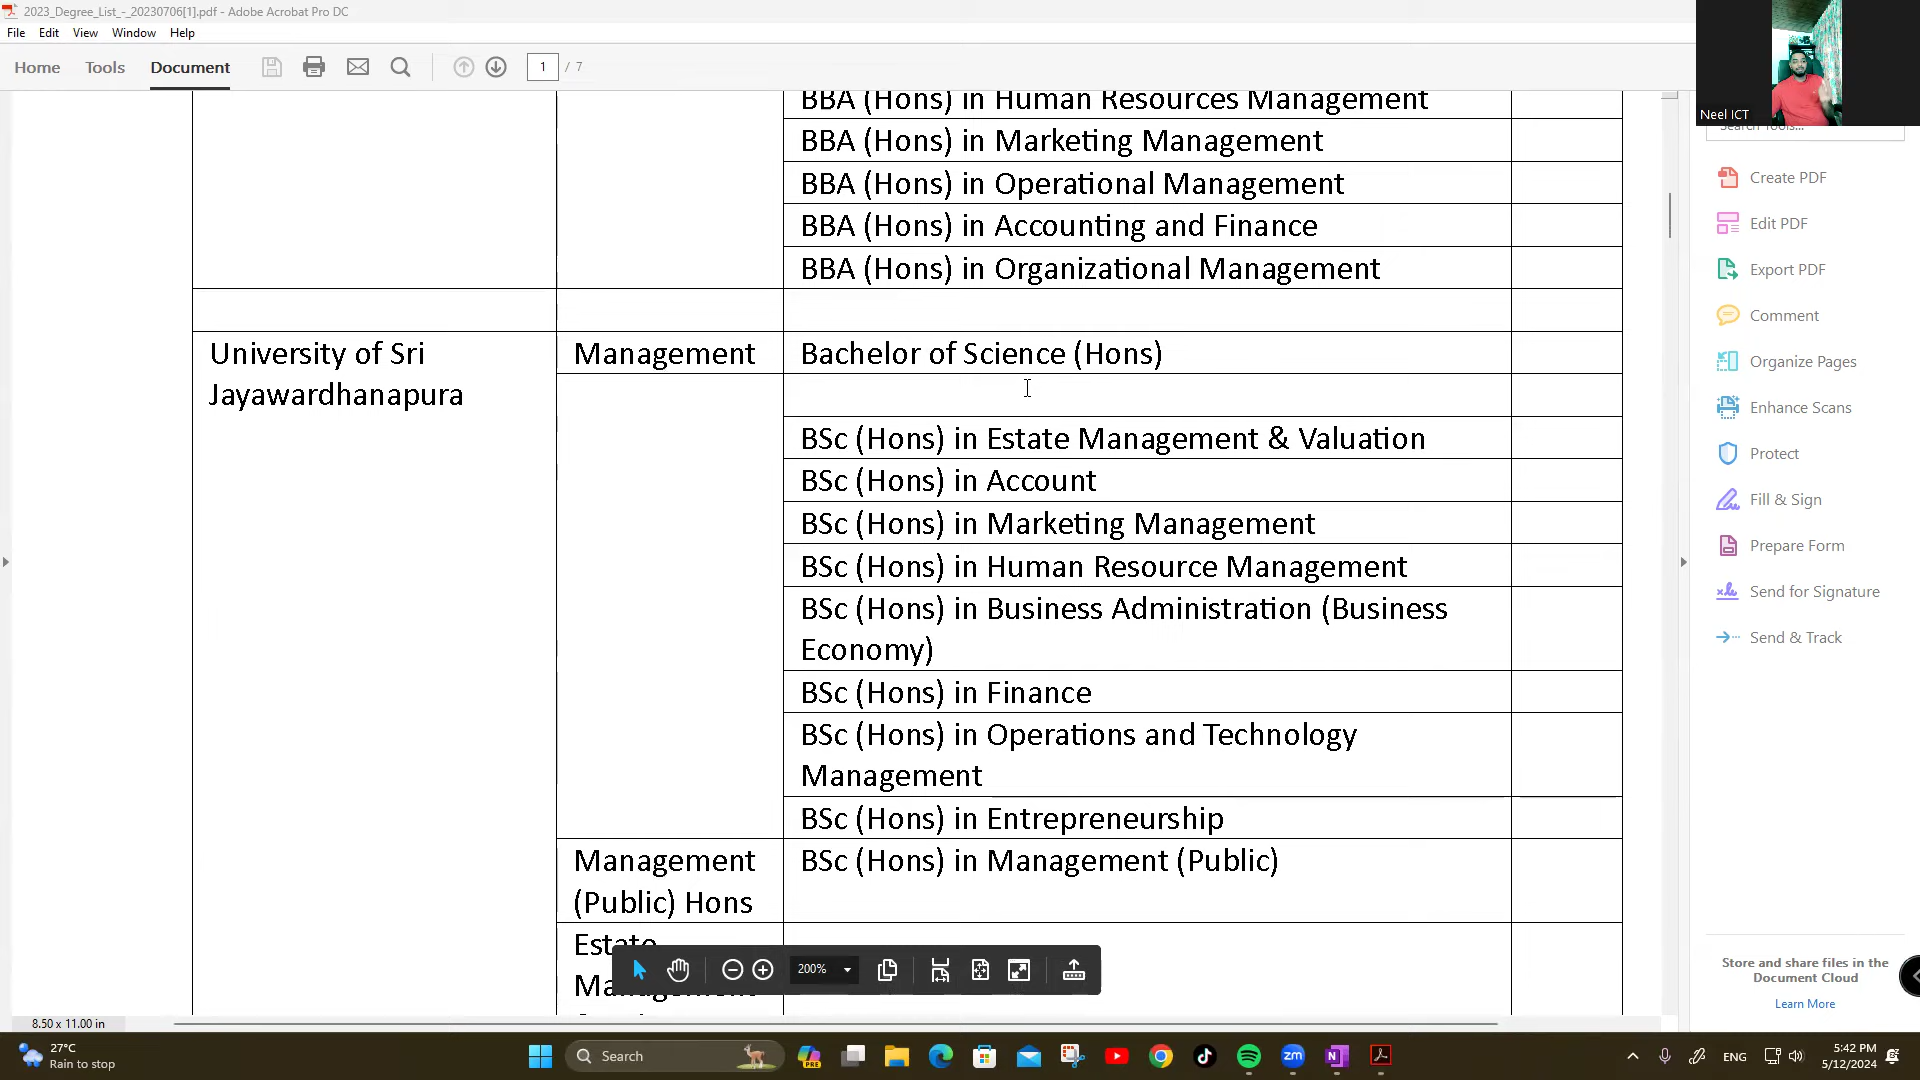 2023_Degree_List_-_20230706[1].pdf - Adobe Acrobat Pro DC
File Edit View Window Help
Home Tools Document 1 / 7
Neel ICT
Search Tools...
BBA (Hons) in Human Resources Management
BBA (Hons) in Marketing Management
BBA (Hons) in Operational Management
BBA (Hons) in Accounting and Finance
BBA (Hons) in Organizational Management
University of Sri
Jayawardhanapura
Management
Bachelor of Science (Hons)
BSc (Hons) in Estate Management & Valuation
BSc (Hons) in Account
BSc (Hons) in Marketing Management
BSc (Hons) in Human Resource Management
BSc (Hons) in Business Administration (Business
Economy)
BSc (Hons) in Finance
BSc (Hons) in Operations and Technology
Management
BSc (Hons) in Entrepreneurship
Management
(Public) Hons
BSc (Hons) in Management (Public)
Estate
Management
200%
Create PDF
Edit PDF
Export PDF
Comment
Organize Pages
Enhance Scans
Protect
Fill & Sign
Prepare Form
Send for Signature
Send & Track
Store and share files in the
Document Cloud
Learn More
8.50 x 11.00 in
27°C
Rain to stop
Search
PRE
zm
N
ENG
5:42 PM
5/12/2024